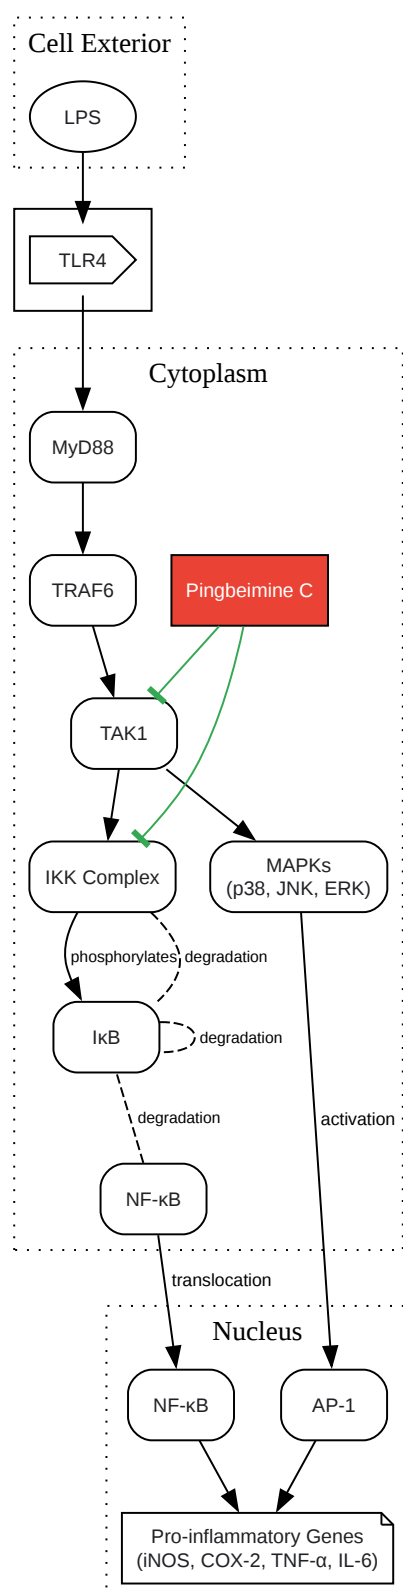 Cell Exterior
LPS
TLR4
Cytoplasm
MyD88
TRAF6
Pingbeimine C
TAK1
IKK Complex
MAPKs
(p38, JNK, ERK)
phosphorylates
degradation
IκB
degradation
degradation
activation
NF-κB
translocation
Nucleus
NF-κB
AP-1
Pro-inflammatory Genes
(iNOS, COX-2, TNF-α, IL-6)